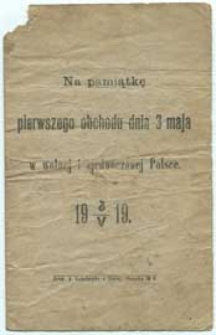 Na pamiątkę
pierwszego obchodu dnia 3 maja
w wolnej i zjednoczonej Polsce.
19 3/V 19.